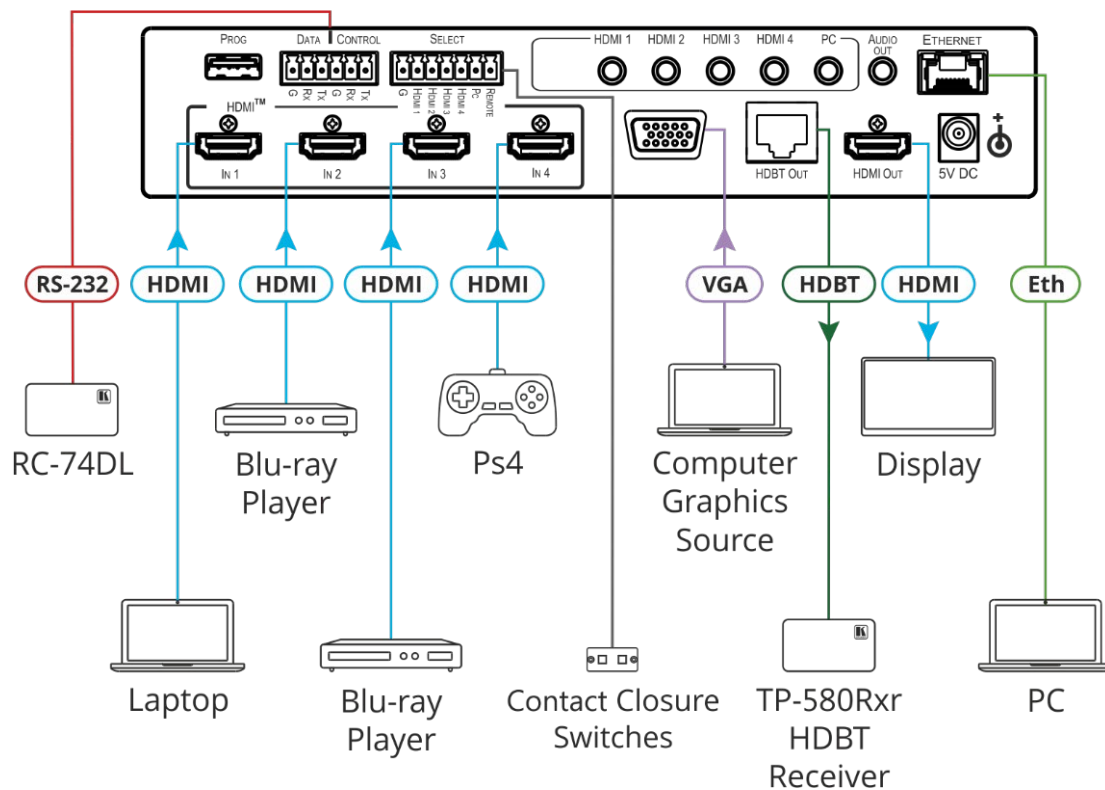 PROG
DATA CONTROL
SELECT
HDMI 1
HDMI 2
HDMI 3
HDMI 4
PC
AUDIO
OUT
ETHERNET
G
RX
TX
G
RX
TX
G
HDMI 1
HDMI 2
HDMI 3
HDMI 4
PC
REMOTE
HDMI™
IN 1
IN 2
IN 3
IN 4
HDBT OUT
HDMI OUT
5V DC
+
RS-232
HDMI
HDMI
HDMI
HDMI
VGA
HDBT
HDMI
Eth
K
RC-74DL
Blu-ray
Player
Ps4
Computer
Graphics
Source
Display
Laptop
Blu-ray
Player
Contact Closure
Switches
K
TP-580Rxr
HDBT
Receiver
PC